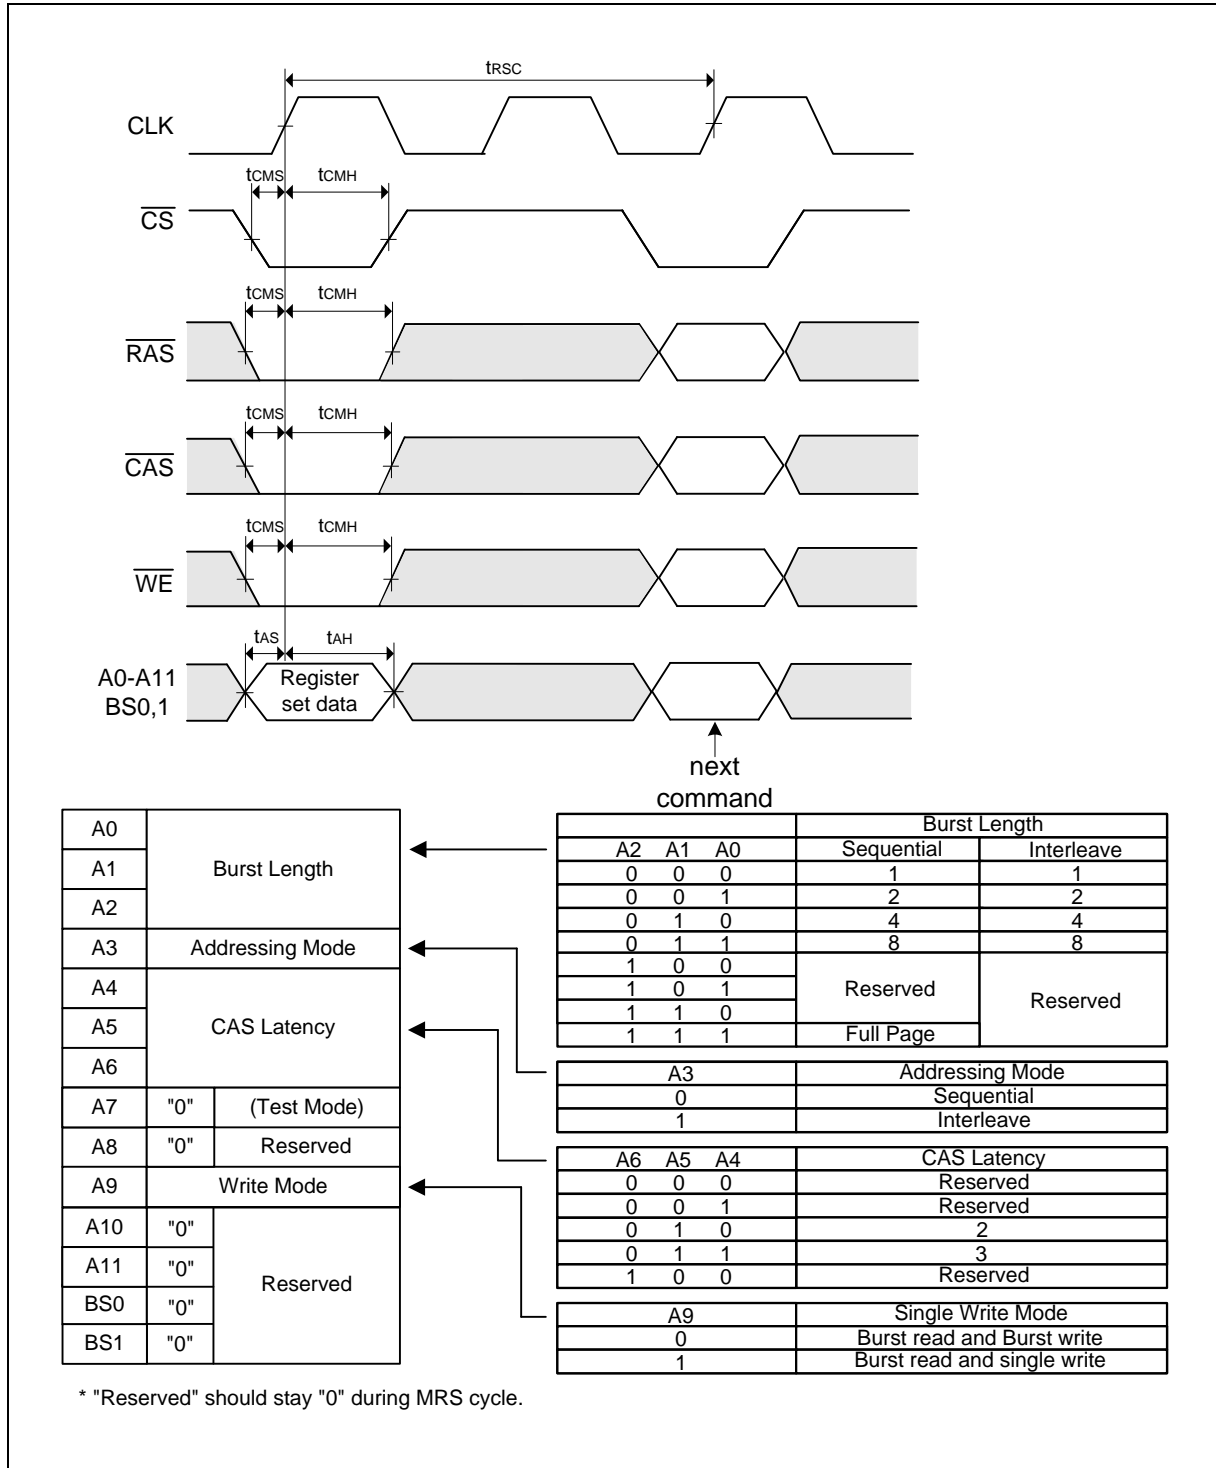 tRSC
CLK
tCMS tCMH
CS
tCMS tCMH
RAS
tCMS tCMH
CAS
tCMS tCMH
WE
tAS tAH
A0-A11
BS0,1
Register
set data
next
command
A0
A1
A2
Burst Length
A3 Addressing Mode
A4
A5
A6
CAS Latency
A7 "0" (Test Mode)
A8 "0" Reserved
A9 Write Mode
A10 "0"
A11 "0"
BS0 "0"
BS1 "0"
Reserved
Burst Length
A2 A1 A0 Sequential Interleave
0 0 0 1 1
0 0 1 2 2
0 1 0 4 4
0 1 1 8 8
1 0 0
1 0 1 Reserved Reserved
1 1 0
1 1 1 Full Page
A3 Addressing Mode
0 Sequential
1 Interleave
A6 A5 A4 CAS Latency
0 0 0 Reserved
0 0 1 Reserved
0 1 0 2
0 1 1 3
1 0 0 Reserved
A9 Single Write Mode
0 Burst read and Burst write
1 Burst read and single write
* "Reserved" should stay "0" during MRS cycle.